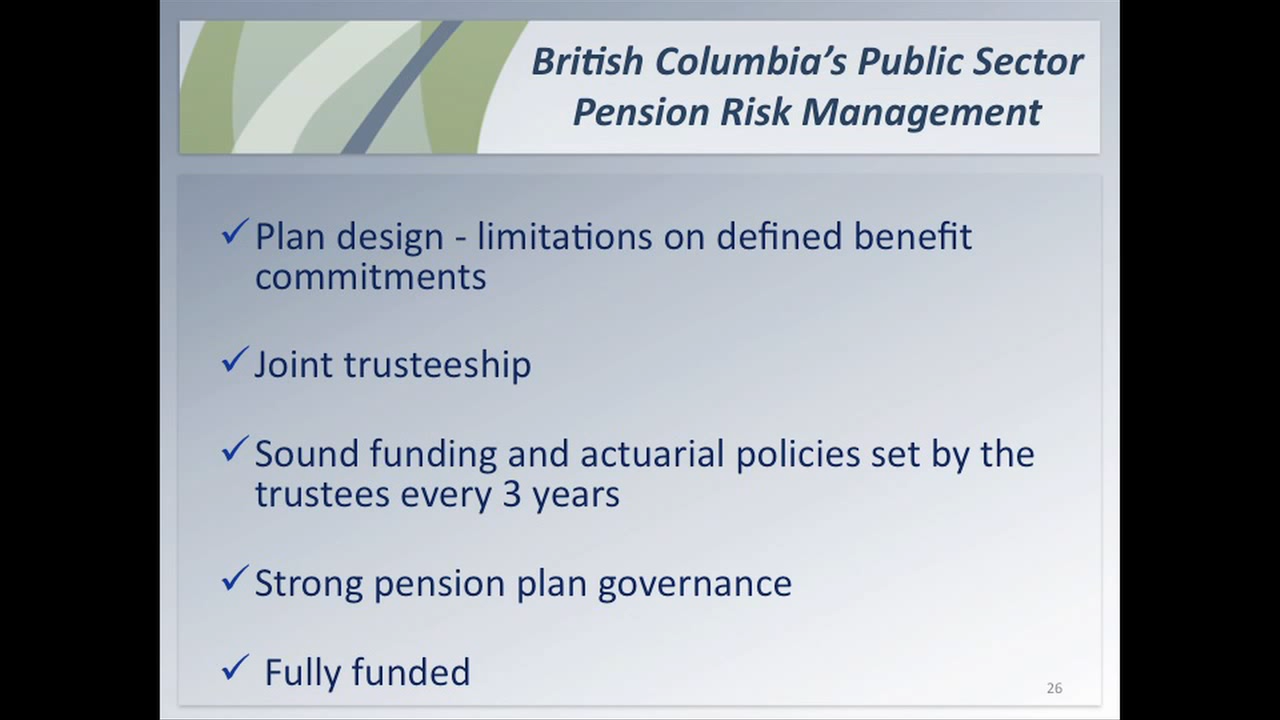 British Columbia’s Public Sector
Pension Risk Management
✓Plan design - limitations on defined benefit
commitments
✓Joint trusteeship
✓Sound funding and actuarial policies set by the
trustees every 3 years
✓Strong pension plan governance
✓ Fully funded
26